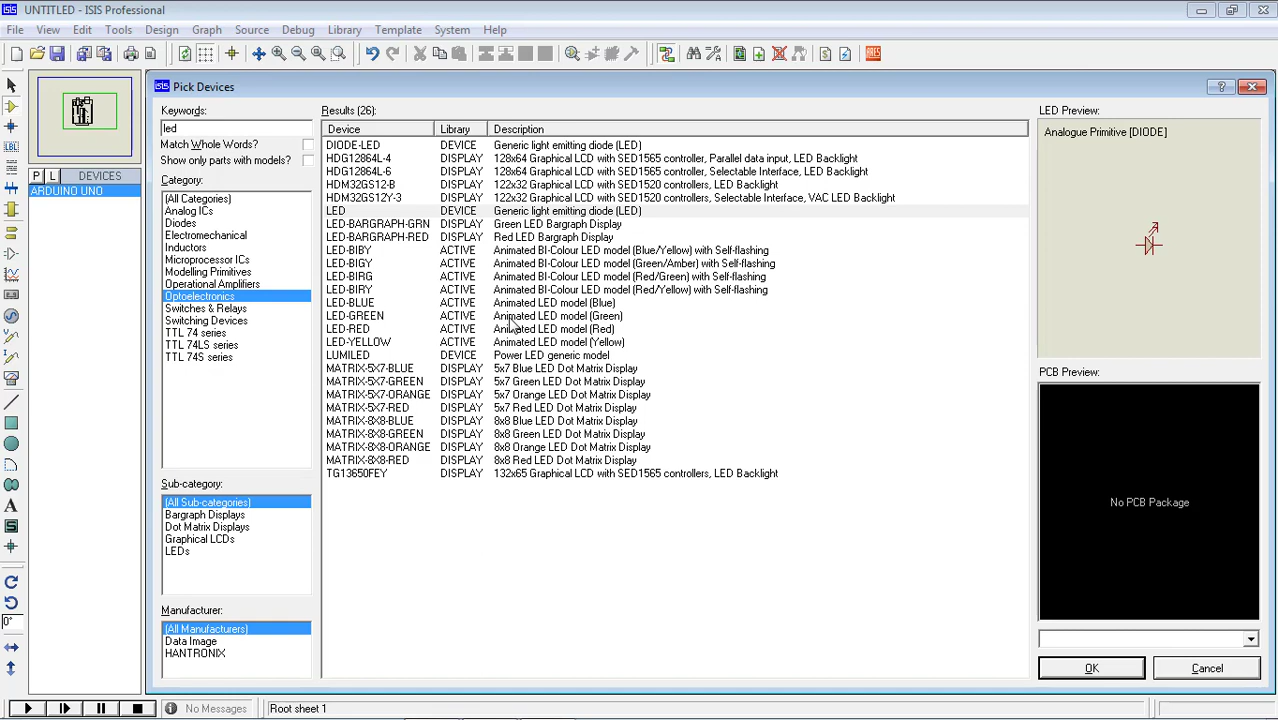 UNTITLED - ISIS Professional
File View Edit Tools Design Graph Source Debug Library Template System Help
ARES
LBL
P L DEVICES
ARDUINO UNO
Pick Devices
Keywords:
led
Match Whole Words?
Show only parts with models?
Category:
(All Categories)
Analog ICs
Diodes
Electromechanical
Inductors
Microprocessor ICs
Modelling Primitives
Operational Amplifiers
Optoelectronics
Switches & Relays
Switching Devices
TTL 74 series
TTL 74LS series
TTL 74S series
Sub-category:
(All Sub-categories)
Bargraph Displays
Dot Matrix Displays
Graphical LCDs
LEDs
Manufacturer:
(All Manufacturers)
Data Image
HANTRONIX
Results (26):
Device Library Description
DIODE-LED DEVICE Generic light emitting diode (LED)
HDG12864L-4 DISPLAY 128x64 Graphical LCD with SED1565 controller, Parallel data input, LED Backlight
HDG12864L-6 DISPLAY 128x64 Graphical LCD with SED1565 controller, Selectable Interface, LED Backlight
HDM32GS12-B DISPLAY 122x32 Graphical LCD with SED1520 controllers, LED Backlight
HDM32GS12Y-3 DISPLAY 122x32 Graphical LCD with SED1520 controllers, Selectable Interface, VAC LED Backlight
LED DEVICE Generic light emitting diode (LED)
LED-BARGRAPH-GRN DISPLAY Green LED Bargraph Display
LED-BARGRAPH-RED DISPLAY Red LED Bargraph Display
LED-BIBY ACTIVE Animated BI-Colour LED model (Blue/Yellow) with Self-flashing
LED-BIGY ACTIVE Animated BI-Colour LED model (Green/Amber) with Self-flashing
LED-BIRG ACTIVE Animated BI-Colour LED model (Red/Green) with Self-flashing
LED-BIRY ACTIVE Animated BI-Colour LED model (Red/Yellow) with Self-flashing
LED-BLUE ACTIVE Animated LED model (Blue)
LED-GREEN ACTIVE Animated LED model (Green)
LED-RED ACTIVE Animated LED model (Red)
LED-YELLOW ACTIVE Animated LED model (Yellow)
LUMILED DEVICE Power LED generic model
MATRIX-5X7-BLUE DISPLAY 5x7 Blue LED Dot Matrix Display
MATRIX-5X7-GREEN DISPLAY 5x7 Green LED Dot Matrix Display
MATRIX-5X7-ORANGE DISPLAY 5x7 Orange LED Dot Matrix Display
MATRIX-5X7-RED DISPLAY 5x7 Red LED Dot Matrix Display
MATRIX-8X8-BLUE DISPLAY 8x8 Blue LED Dot Matrix Display
MATRIX-8X8-GREEN DISPLAY 8x8 Green LED Dot Matrix Display
MATRIX-8X8-ORANGE DISPLAY 8x8 Orange LED Dot Matrix Display
MATRIX-8X8-RED DISPLAY 8x8 Red LED Dot Matrix Display
TG13650FEY DISPLAY 132x65 Graphical LCD with SED1565 controllers, LED Backlight
LED Preview:
Analogue Primitive [DIODE]
PCB Preview:
No PCB Package
OK Cancel
A
S
0°
No Messages Root sheet 1